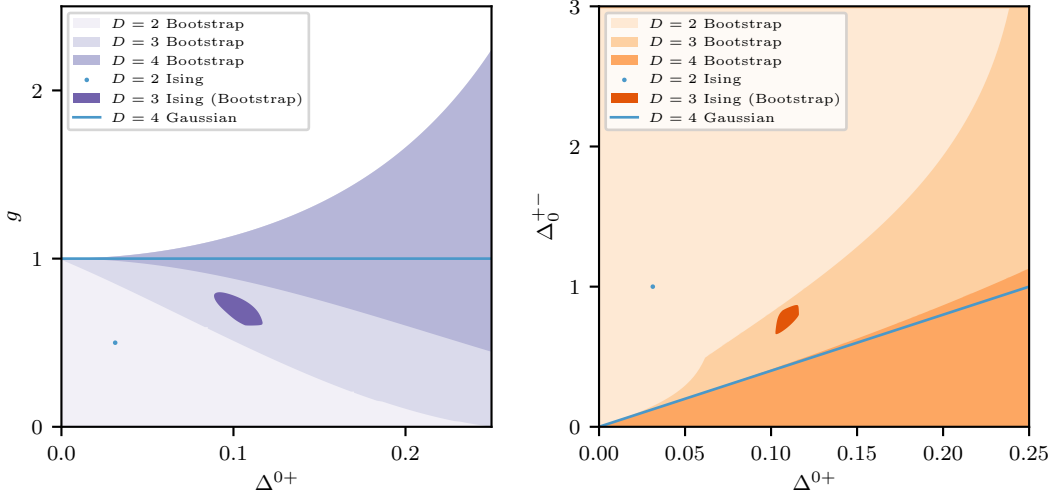 D = 2 Bootstrap
D = 3 Bootstrap
D = 4 Bootstrap
D = 2 Ising
D = 3 Ising (Bootstrap)
D = 4 Gaussian
2
1
0
g
0.0
0.1
0.2
Δ⁰⁺
D = 2 Bootstrap
D = 3 Bootstrap
D = 4 Bootstrap
D = 2 Ising
D = 3 Ising (Bootstrap)
D = 4 Gaussian
3
2
1
0
Δ₀⁺⁻
0.00
0.05
0.10
0.15
0.20
0.25
Δ⁰⁺